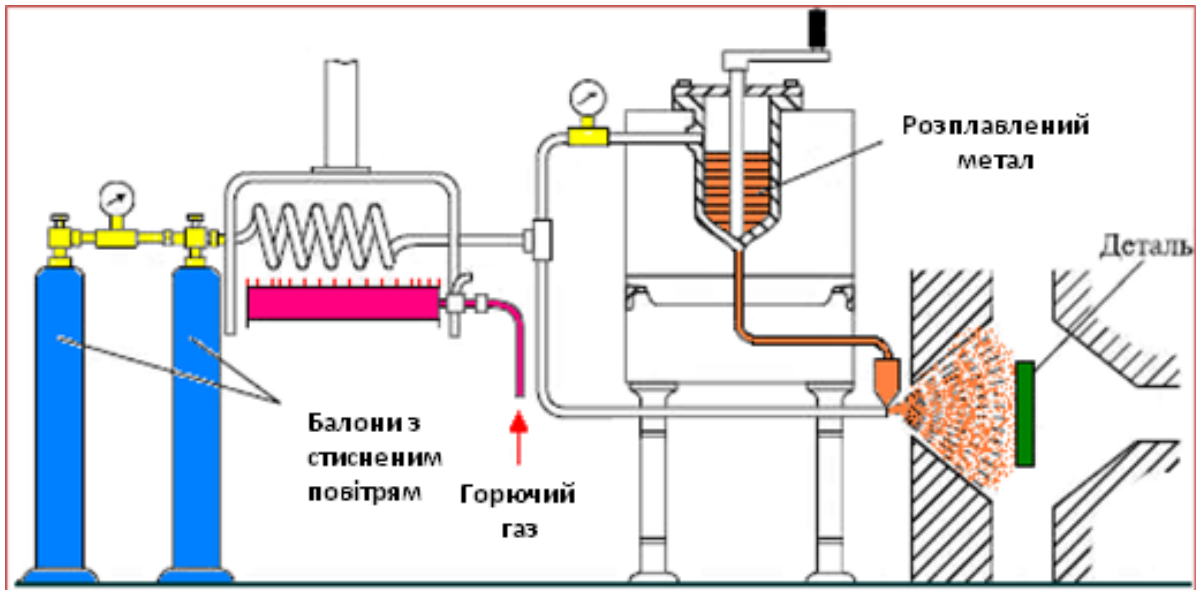 Розплавлений
метал
Деталь
Балони з
стисненим
повітрям
Горючий
газ